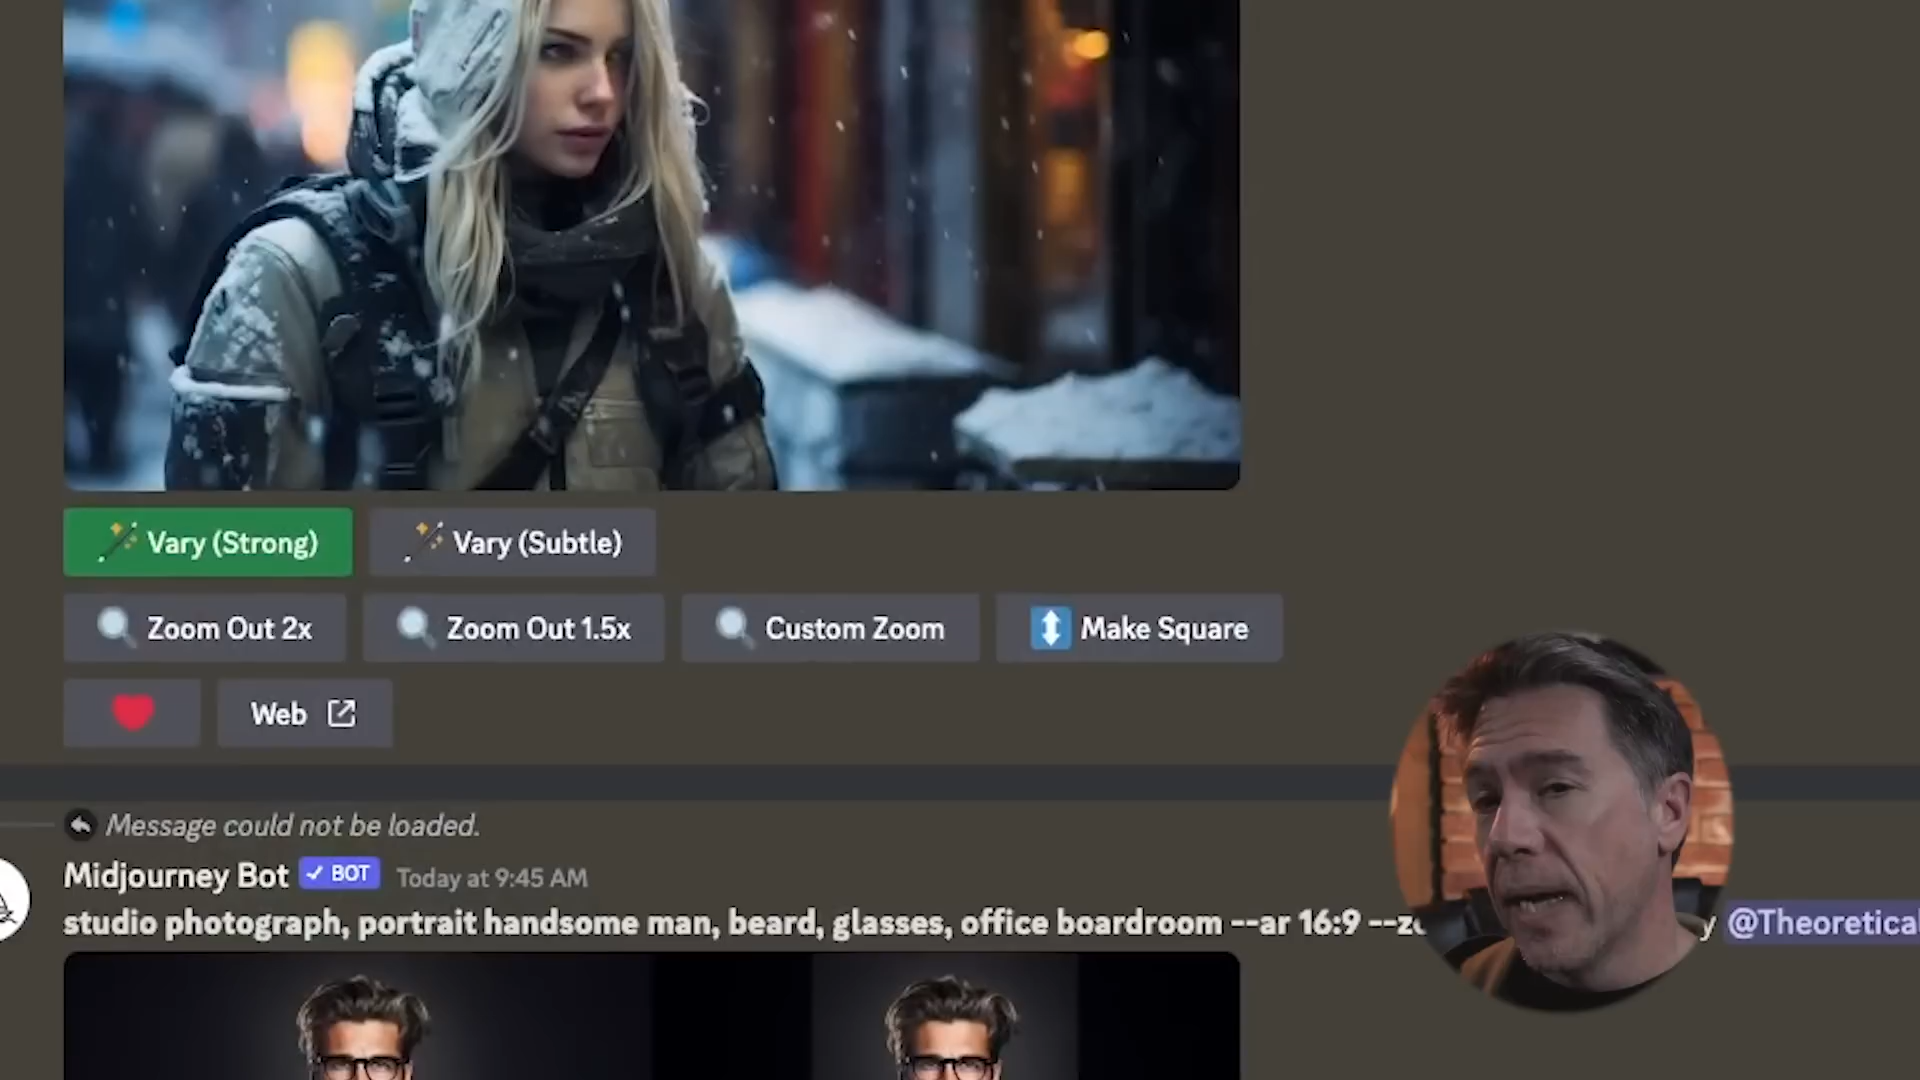 Vary (Strong) Vary (Subtle)
Zoom Out 2x Zoom Out 1.5x Custom Zoom Make Square
Web
Message could not be loaded.
Midjourney Bot BOT Today at 9:45 AM
studio photograph, portrait handsome man, beard, glasses, office boardroom --ar 16:9